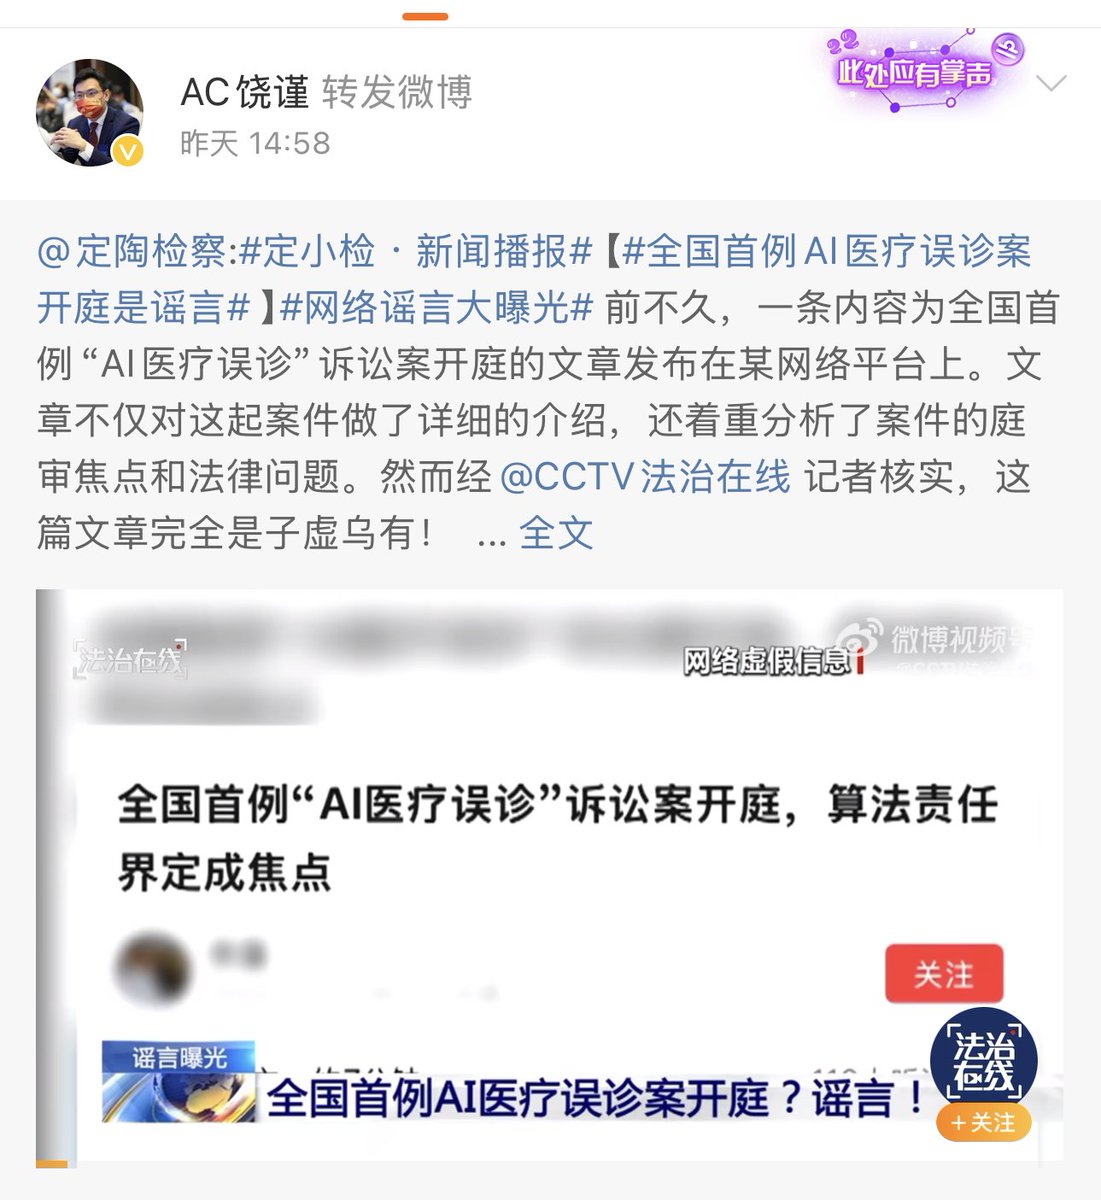 此处应有掌声
AC饶谨 转发微博
昨天 14:58
@定陶检察:#定小检·新闻播报#【#全国首例AI医疗误诊案
开庭是谣言#】#网络谣言大曝光# 前不久，一条内容为全国首
例“AI医疗误诊”诉讼案开庭的文章发布在某网络平台上。文
章不仅对这起案件做了详细的介绍，还着重分析了案件的庭
审焦点和法律问题。然而经 @CCTV法治在线 记者核实，这
篇文章完全是子虚乌有！ ... 全文
法治在线
微博视频号
网络虚假信息
全国首例“AI医疗误诊”诉讼案开庭，算法责任
界定成焦点
关注
谣言曝光
全国首例AI医疗误诊案开庭？谣言！
法治
在线
+关注